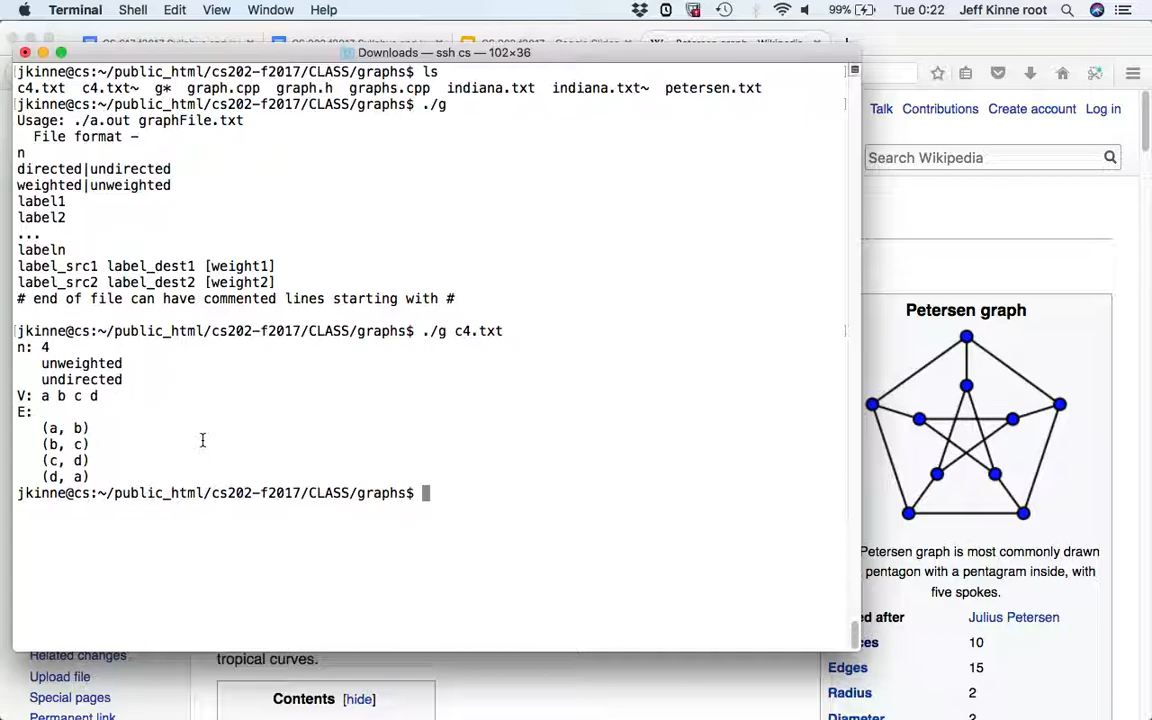 Terminal Shell Edit View Window Help 99% Tue 0:22 Jeff Kinne root
Downloads — ssh cs — 102×36
jkinne@cs:~/public_html/cs202-f2017/CLASS/graphs$ ls
c4.txt c4.txt~ g* graph.cpp graph.h graphs.cpp indiana.txt indiana.txt~ petersen.txt
jkinne@cs:~/public_html/cs202-f2017/CLASS/graphs$ ./g
Usage: ./a.out graphFile.txt
File format –
n
directed|undirected
weighted|unweighted
label1
label2
...
labeln
label_src1 label_dest1 [weight1]
label_src2 label_dest2 [weight2]
# end of file can have commented lines starting with #
jkinne@cs:~/public_html/cs202-f2017/CLASS/graphs$ ./g c4.txt
n: 4
unweighted
undirected
V: a b c d
E:
(a, b)
(b, c)
(c, d)
(d, a)
jkinne@cs:~/public_html/cs202-f2017/CLASS/graphs$
Talk Contributions Create account Log in
Search Wikipedia
Petersen graph
Petersen graph is most commonly drawn
pentagon with a pentagram inside, with
five spokes.
ed after Julius Petersen
ces 10
Edges 15
Radius 2
Diameter 2
Related changes
Upload file
Special pages
Permanent link
tropical curves.
Contents [hide]